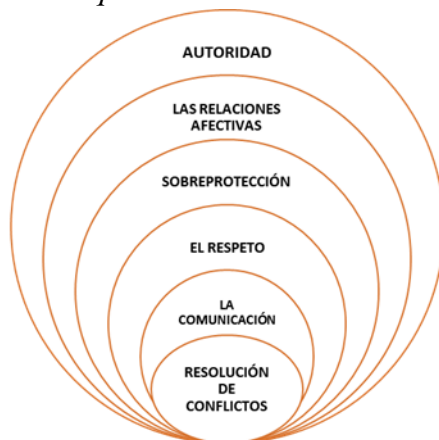 AUTORIDAD
LAS RELACIONES
AFECTIVAS
SOBREPROTECCIÓN
EL RESPETO
LA
COMUNICACIÓN
RESOLUCIÓN
DE
CONFLICTOS